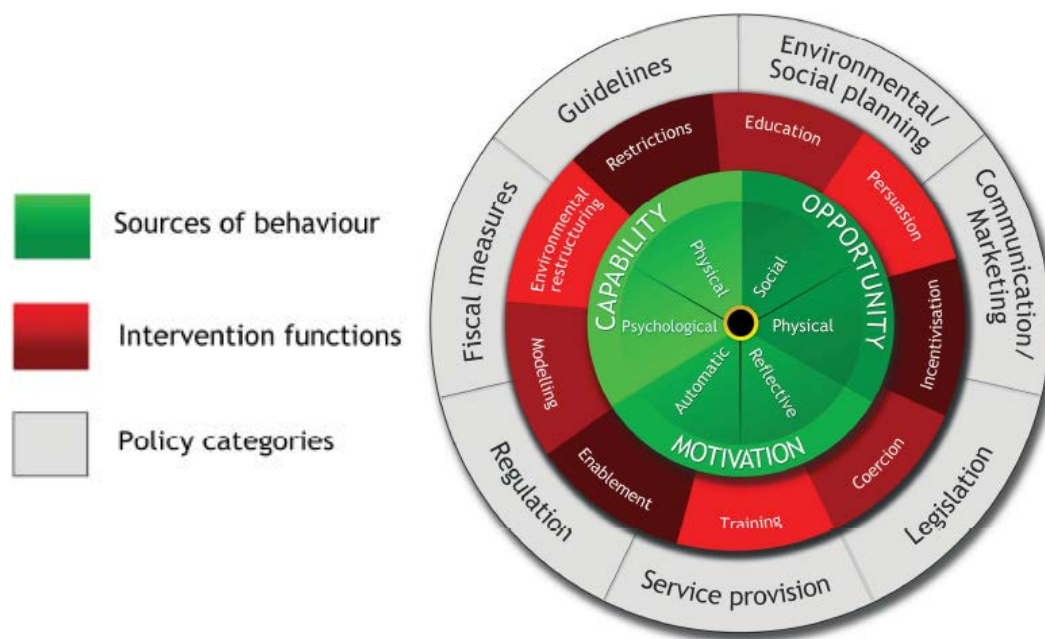 Sources of behaviour
Intervention functions
Policy categories
Guidelines
Environmental/
Social planning
Communication/
Marketing
Legislation
Service provision
Regulation
Fiscal measures
Restrictions
Education
Persuasion
Incentivisation
Coercion
Training
Enablement
Modelling
Environmental
restructuring
CAPABILITY
OPPORTUNITY
MOTIVATION
Physical
Social
Physical
Reflective
Automatic
Psychological